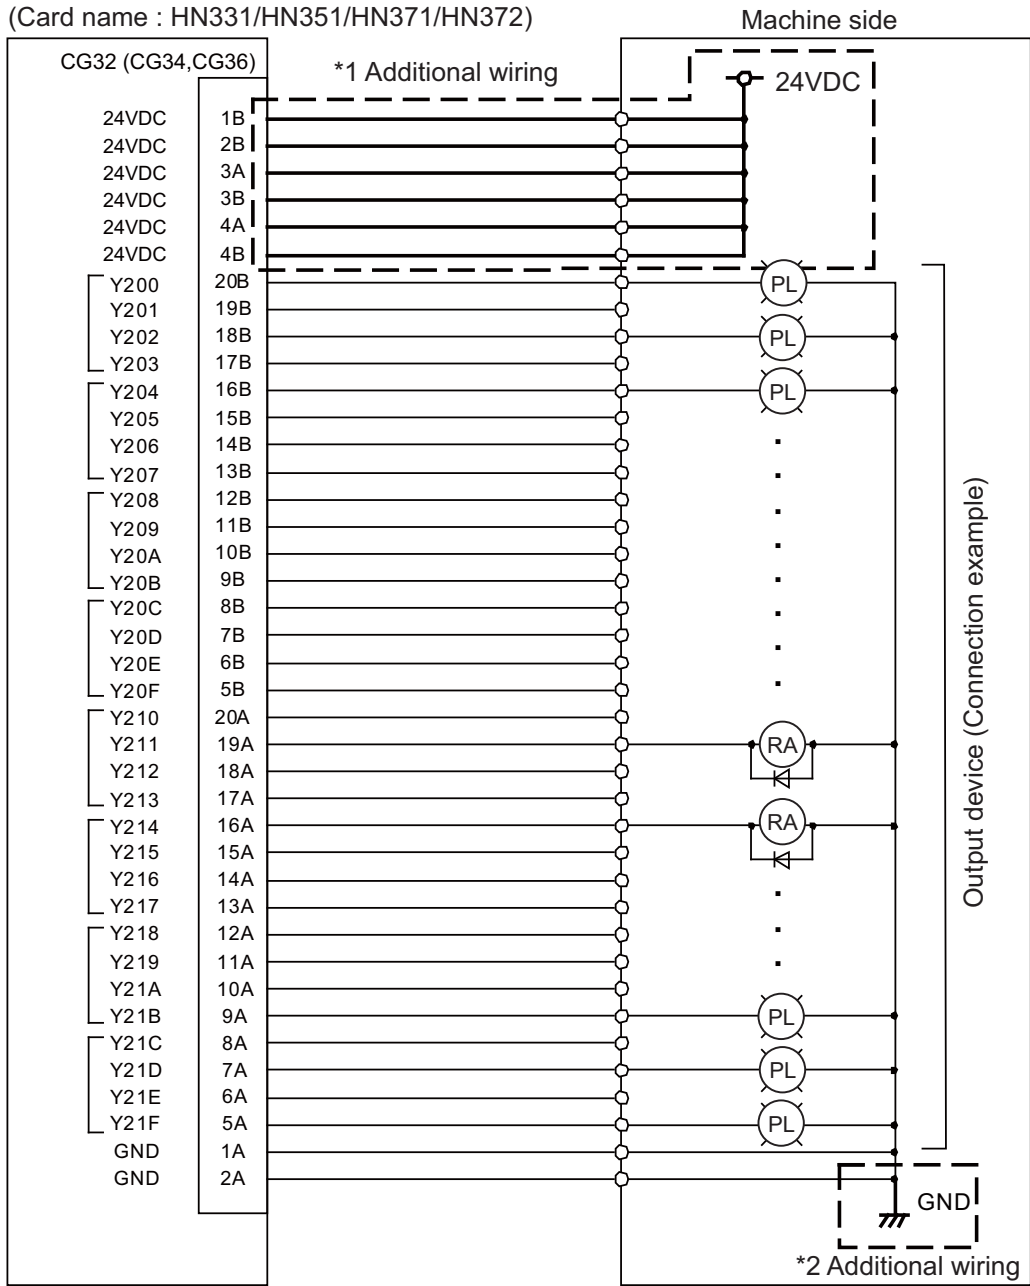 (Card name : HN331/HN351/HN371/HN372)
Machine side
CG32 (CG34,CG36)
*1 Additional wiring
24VDC
24VDC 1B
24VDC 2B
24VDC 3A
24VDC 3B
24VDC 4A
24VDC 4B
Y200 20B PL
Y201 19B
Y202 18B PL
Y203 17B
Y204 16B PL
Y205 15B
Y206 14B
Y207 13B
Y208 12B
Y209 11B
Y20A 10B
Y20B 9B
Y20C 8B
Y20D 7B
Y20E 6B
Y20F 5B
Y210 20A
Y211 19A RA
Y212 18A
Y213 17A
Y214 16A RA
Y215 15A
Y216 14A
Y217 13A
Y218 12A
Y219 11A
Y21A 10A
Y21B 9A PL
Y21C 8A
Y21D 7A PL
Y21E 6A
Y21F 5A PL
GND 1A
GND 2A
Output device (Connection example)
GND
*2 Additional wiring